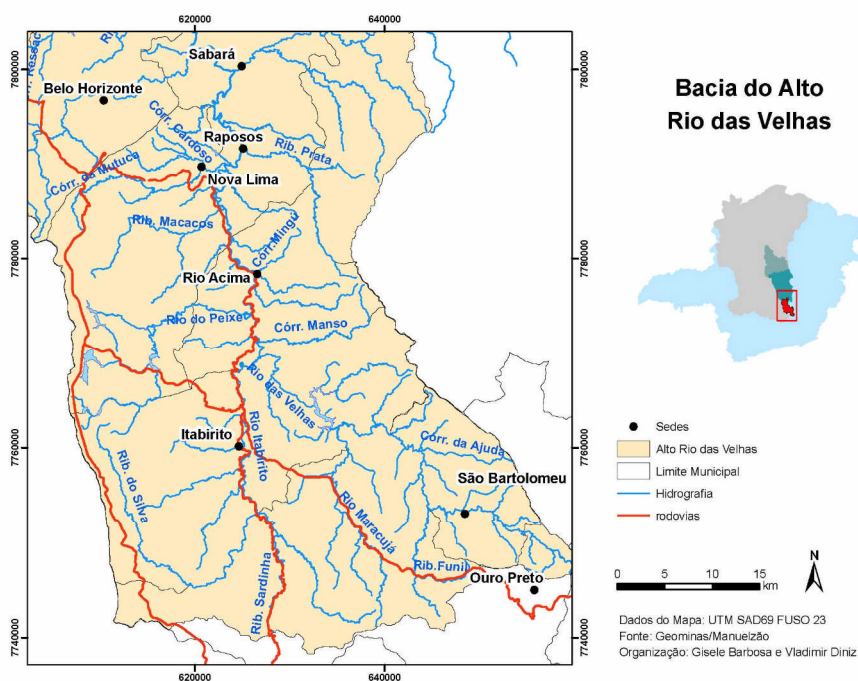 620000
640000
7800000
7800000
Rib. Ressac
Ri
Sabará
Belo Horizonte
Córr. Cardoso
Raposos
Rib. Prata
Córr. da Mutuca
Nova Lima
Rib. Macacos
Córr.Mingú
7780000
7780000
Rio Acima
Rio do Peixe
Córr. Manso
Rio das Velhas
7760000
7760000
Itabirito
Rio Itabirito
Córr. da Ajuda
São Bartolomeu
Rib. do Silva
Rio Maracujá
Rib.Funil
Ouro Preto
Rib. Sardinha
7740000
7740000
620000
640000
Bacia do Alto
Rio das Velhas
Sedes
Alto Rio das Velhas
Limite Municipal
Hidrografia
rodovias
N
0
5
10
15
km
Dados do Mapa: UTM SAD69 FUSO 23
Fonte: Geominas/Manuelzão
Organização: Gisele Barbosa e Vladimir Diniz